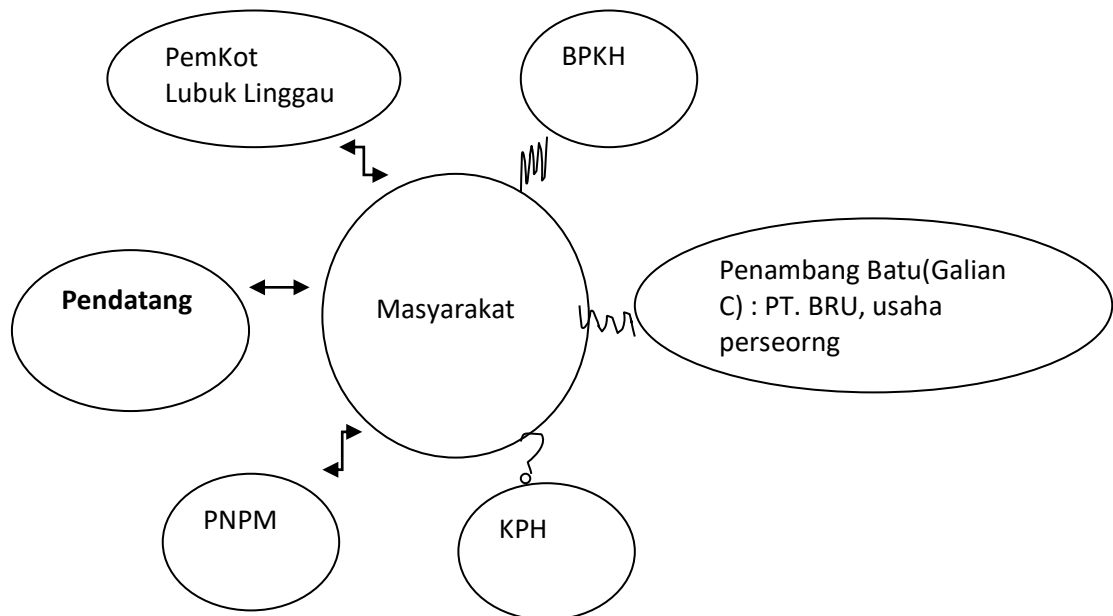 PemKot
Lubuk Linggau
BPKH
Pendatang
Masyarakat
Penambang Batu(Galian
C) : PT. BRU, usaha
perseorng
PNPM
KPH